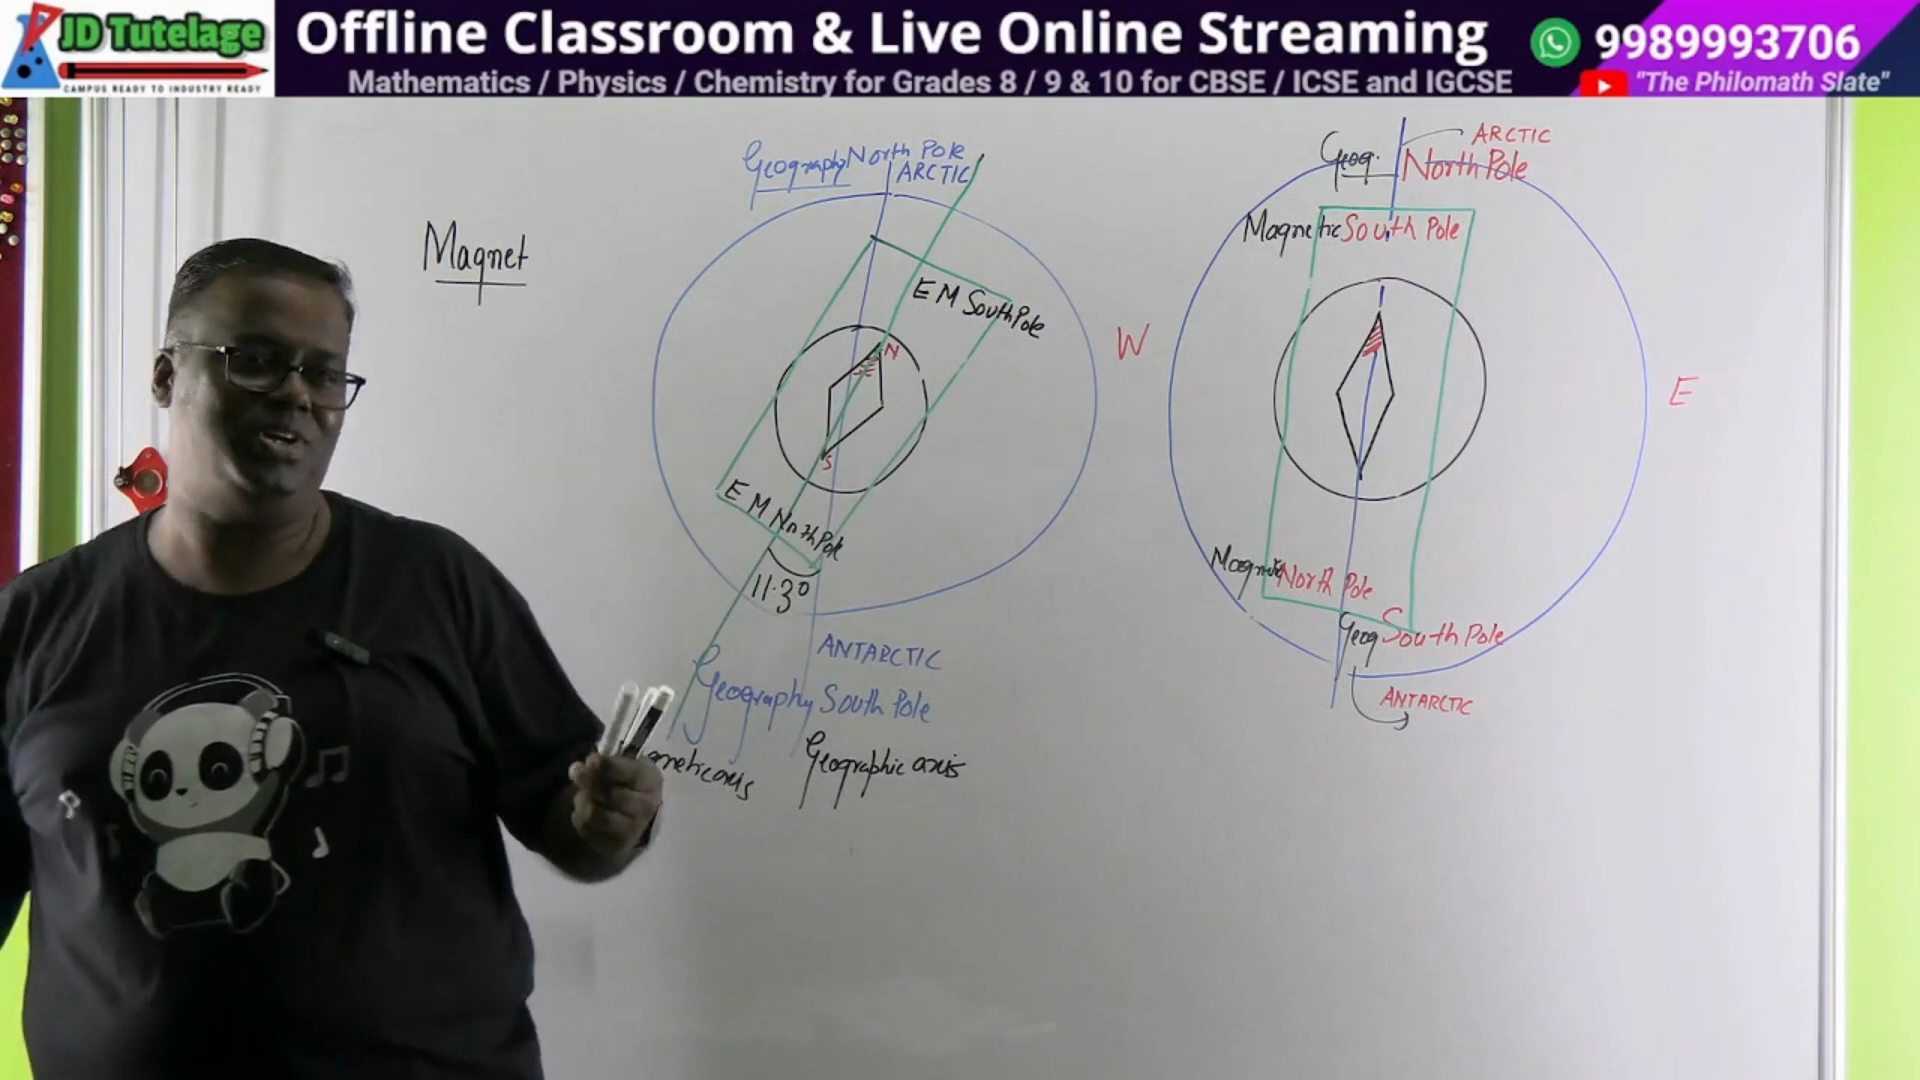 JD Tutelage
CAMPUS READY TO INDUSTRY READY
Offline Classroom & Live Online Streaming
Mathematics / Physics / Chemistry for Grades 8 / 9 & 10 for CBSE / ICSE and IGCSE
9989993706
"The Philomath Slate"
Magnet
Geography North Pole
ARCTIC
E M South Pole
N
S
E M North Pole
11.3°
ANTARCTIC
Geography South Pole
Geographic axis
ARCTIC
Geog. North Pole
Magnetic South Pole
W
E
North Pole
Geog South Pole
ANTARCTIC